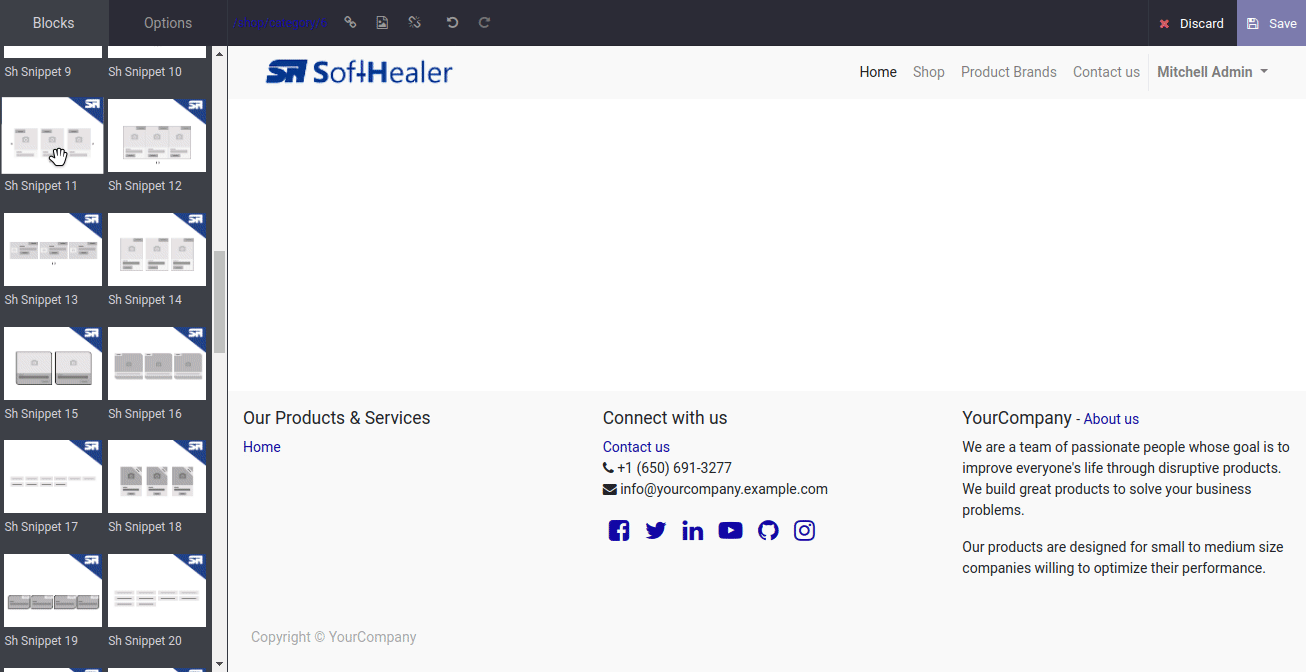 Blocks
Options
/shop/category/6
Discard
Save
Sh Snippet 9
Sh Snippet 10
Sh Snippet 11
Sh Snippet 12
Sh Snippet 13
Sh Snippet 14
Sh Snippet 15
Sh Snippet 16
Sh Snippet 17
Sh Snippet 18
Sh Snippet 19
Sh Snippet 20
SoftHealer
Home
Shop
Product Brands
Contact us
Mitchell Admin
Our Products & Services
Home
Connect with us
Contact us
+1 (650) 691-3277
info@yourcompany.example.com
YourCompany - About us
We are a team of passionate people whose goal is to
improve everyone's life through disruptive products.
We build great products to solve your business
problems.
Our products are designed for small to medium size
companies willing to optimize their performance.
Copyright © YourCompany